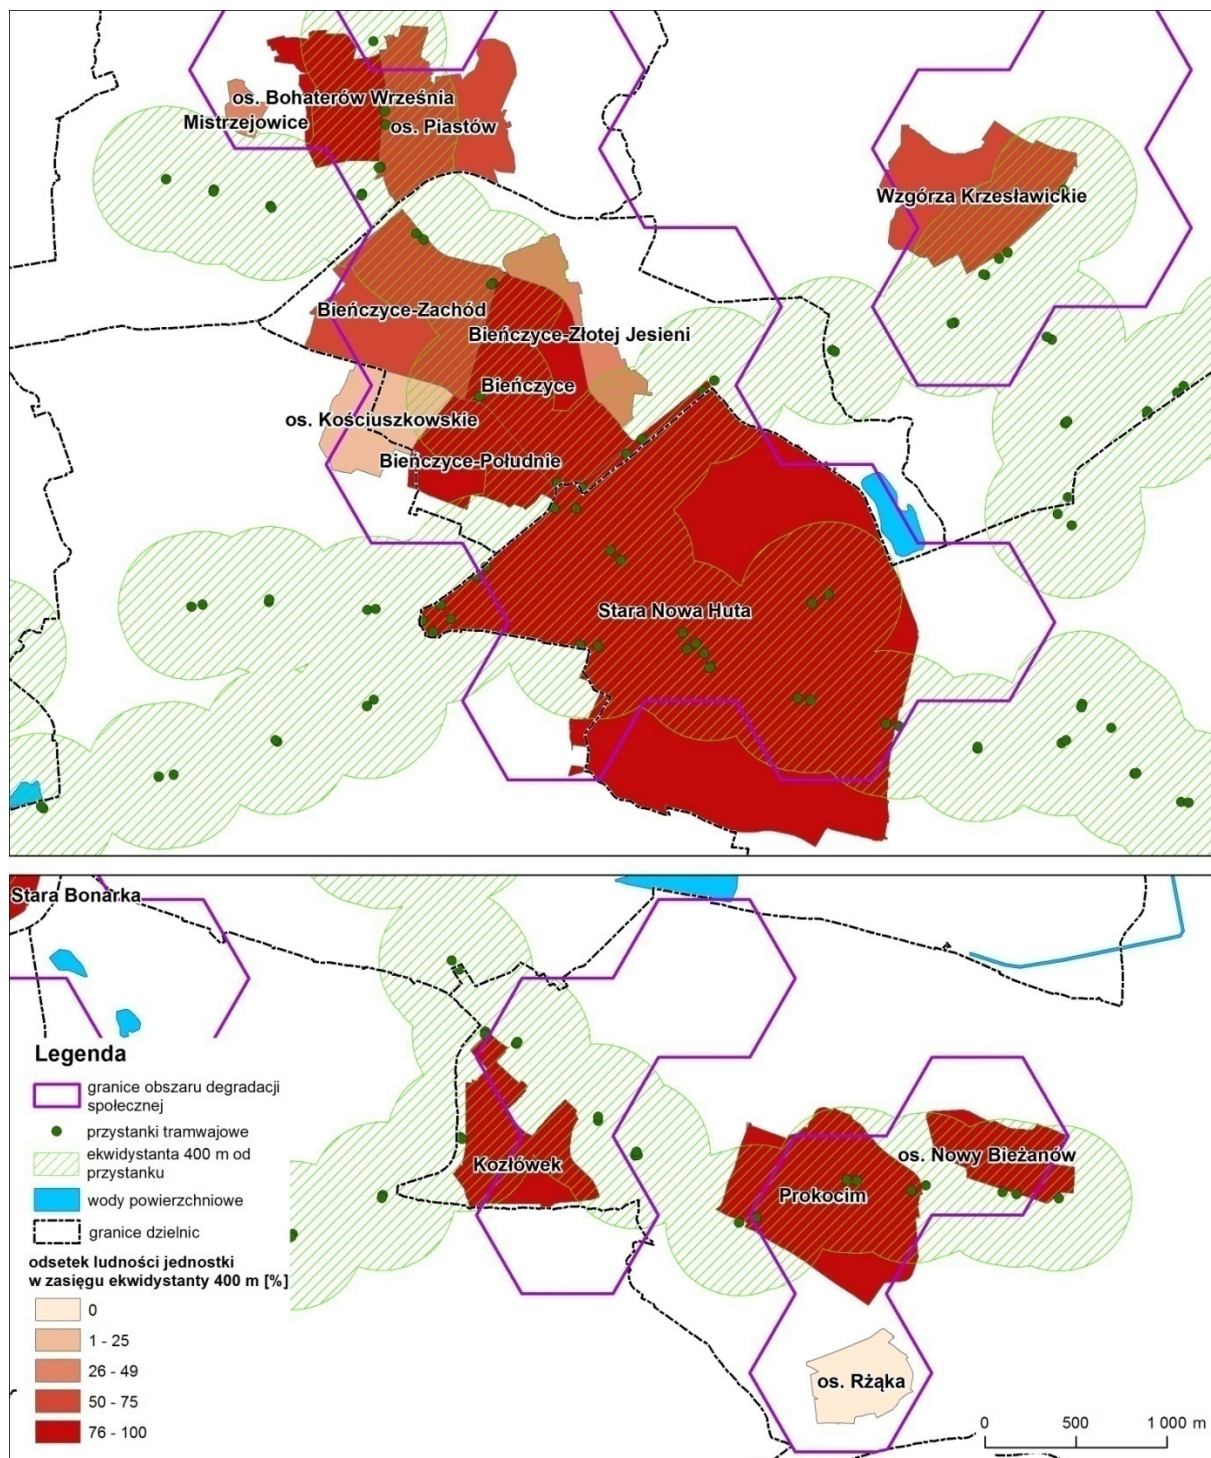 os. Bohaterów Września
Mistrzejowice
os. Piastów
Wzgórza Krzesławickie
Bieńczyce-Zachód
Bieńczyce-Złotej Jesieni
Bieńczyce
os. Kościuszkowskie
Bieńczyce-Południe
Stara Nowa Huta
Stara Bonarka
Kozłówek
os. Nowy Bieżanów
Prokocim
os. Rżąka
Legenda
granice obszaru degradacji
społecznej
przystanki tramwajowe
ekwidystanta 400 m od
przystanku
wody powierzchniowe
granice dzielnic
odsetek ludności jednostki
w zasięgu ekwidystanty 400 m [%]
0
1 - 25
26 - 49
50 - 75
76 - 100
0 500 1 000 m